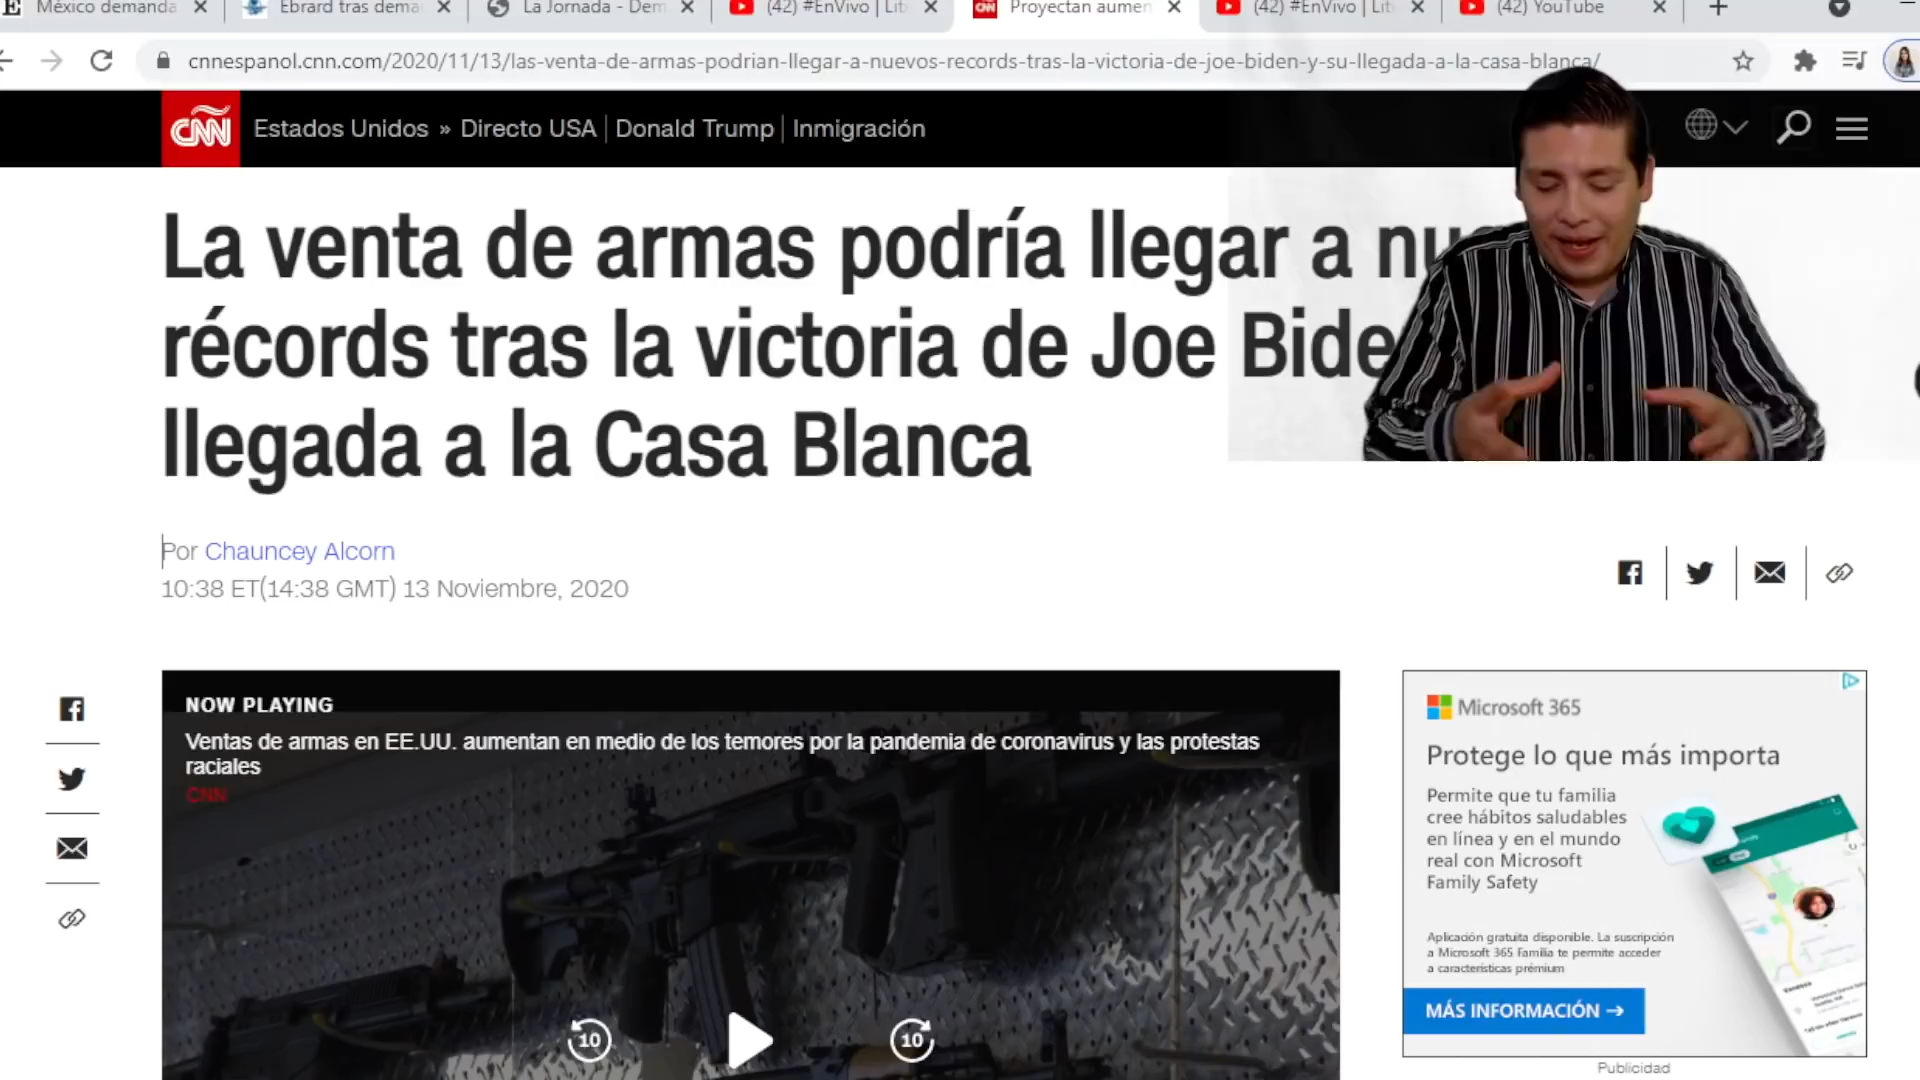 México demanda
Ebrard tras dema
La Jornada - Dem
(42) #EnVivo | Liti
Proyectan aumen
(42) #EnVivo | Liti
(42) YouTube
cnnespanol.cnn.com/2020/11/13/las-venta-de-armas-podrian-llegar-a-nuevos-records-tras-la-victoria-de-joe-biden-y-su-llegada-a-la-casa-blanca/
CNN Estados Unidos » Directo USA | Donald Trump | Inmigración
La venta de armas podría llegar a nu
récords tras la victoria de Joe Bide
llegada a la Casa Blanca
Por Chauncey Alcorn
10:38 ET(14:38 GMT) 13 Noviembre, 2020
NOW PLAYING
Ventas de armas en EE.UU. aumentan en medio de los temores por la pandemia de coronavirus y las protestas
raciales
CNN
10
10
Microsoft 365
Protege lo que más importa
Permite que tu familia
cree hábitos saludables
en línea y en el mundo
real con Microsoft
Family Safety
Aplicación gratuita disponible. La suscripción
a Microsoft 365 Familia te permite acceder
a características prémium
MÁS INFORMACIÓN →
Publicidad